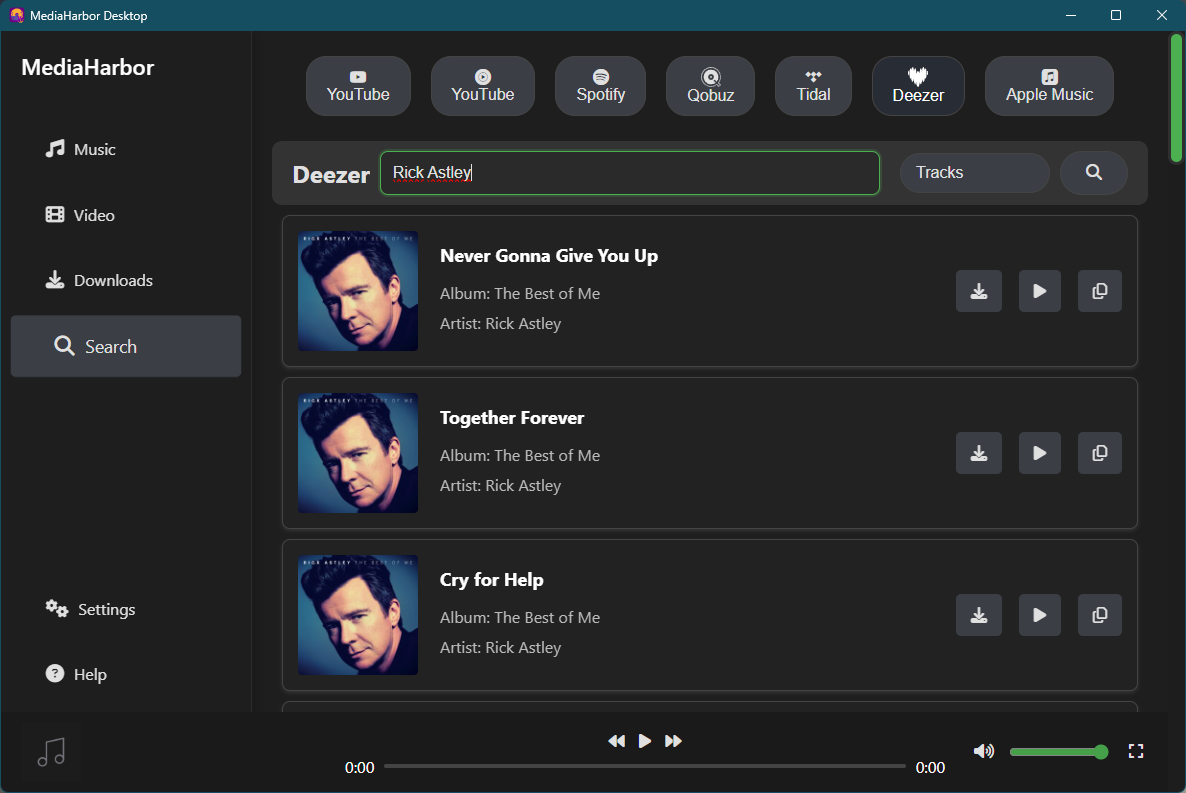 MediaHarbor Desktop
MediaHarbor
Music
Video
Downloads
Search
Settings
Help
YouTube
YouTube
Spotify
Qobuz
Tidal
Deezer
Apple Music
Deezer
Rick Astley
Tracks
RICK ASTLEY THE BEST OF ME
Never Gonna Give You Up
Album: The Best of Me
Artist: Rick Astley
RICK ASTLEY THE BEST OF ME
Together Forever
Album: The Best of Me
Artist: Rick Astley
RICK ASTLEY THE BEST OF ME
Cry for Help
Album: The Best of Me
Artist: Rick Astley
0:00
0:00